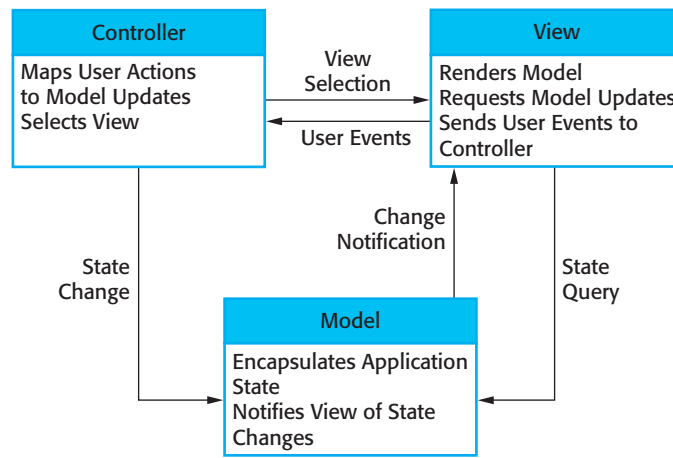 Controller
Maps User Actions
to Model Updates
Selects View
View
Selection
User Events
View
Renders Model
Requests Model Updates
Sends User Events to
Controller
State
Change
Change
Notification
State
Query
Model
Encapsulates Application
State
Notifies View of State
Changes